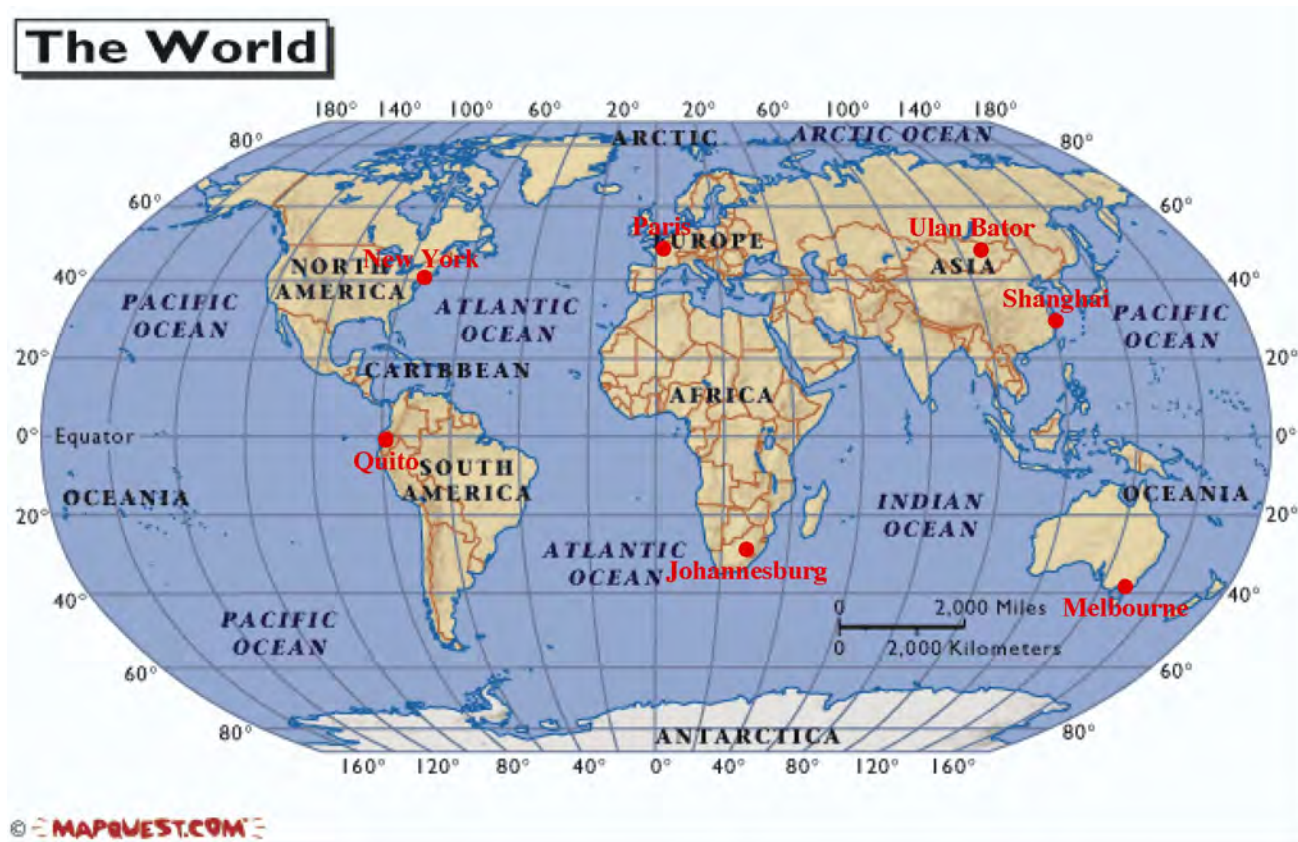 The World
180° 140° 100° 60° 20° 20° 60° 100° 140° 180°
80°
ARCTIC
ARCTIC OCEAN
80°
60°
60°
Paris
Ulan Bator
EUROPE
New York
NORTH
AMERICA
ASIA
40°
40°
PACIFIC
OCEAN
ATLANTIC
OCEAN
Shanghai
PACIFIC
OCEAN
20°
20°
CARIBBEAN
AFRICA
0°
Equator
0°
Quito
SOUTH
AMERICA
OCEANIA
INDIAN
OCEAN
OCEANIA
20°
20°
ATLANTIC
OCEAN
Johannesburg
40°
0 2,000 Miles
0 2,000 Kilometers
Melbourne
40°
PACIFIC
OCEAN
60°
60°
80°
ANTARCTICA
80°
160° 120° 80° 40° 0° 40° 80° 120° 160°
© MAPQUEST.COM